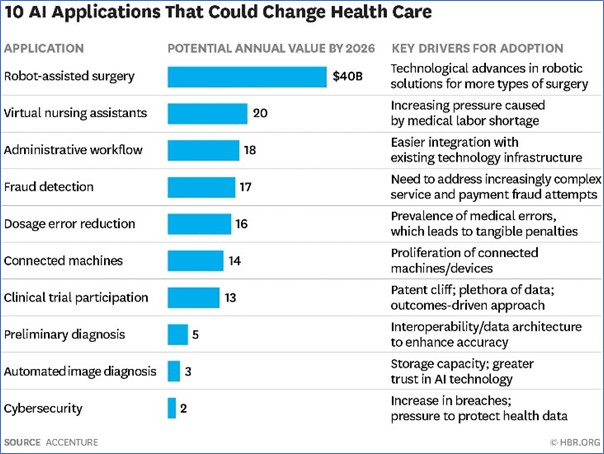 10 AI Applications That Could Change Health Care
APPLICATION POTENTIAL ANNUAL VALUE BY 2026 KEY DRIVERS FOR ADOPTION
Robot-assisted surgery $40B Technological advances in robotic
solutions for more types of surgery
Virtual nursing assistants 20 Increasing pressure caused
by medical labor shortage
Administrative workflow 18 Easier integration with
existing technology infrastructure
Fraud detection 17 Need to address increasingly complex
service and payment fraud attempts
Dosage error reduction 16 Prevalence of medical errors,
which leads to tangible penalties
Connected machines 14 Proliferation of connected
machines/devices
Clinical trial participation 13 Patent cliff; plethora of data;
outcomes-driven approach
Preliminary diagnosis 5 Interoperability/data architecture
to enhance accuracy
Automated image diagnosis 3 Storage capacity; greater
trust in AI technology
Cybersecurity 2 Increase in breaches;
pressure to protect health data
SOURCE ACCENTURE © HBR.ORG